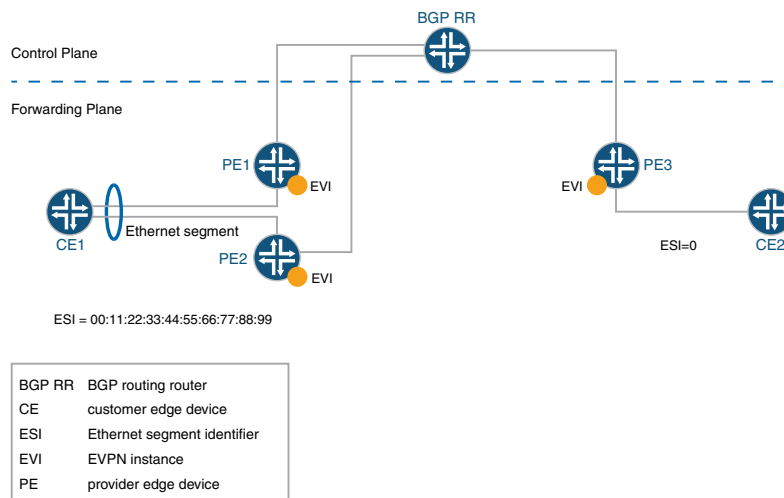 BGP RR
Control Plane
Forwarding Plane
PE1
EVI
PE3
EVI
CE1
Ethernet segment
PE2
EVI
ESI=0
CE2
ESI = 00:11:22:33:44:55:66:77:88:99
BGP RR BGP routing router
CE customer edge device
ESI Ethernet segment identifier
EVI EVPN instance
PE provider edge device